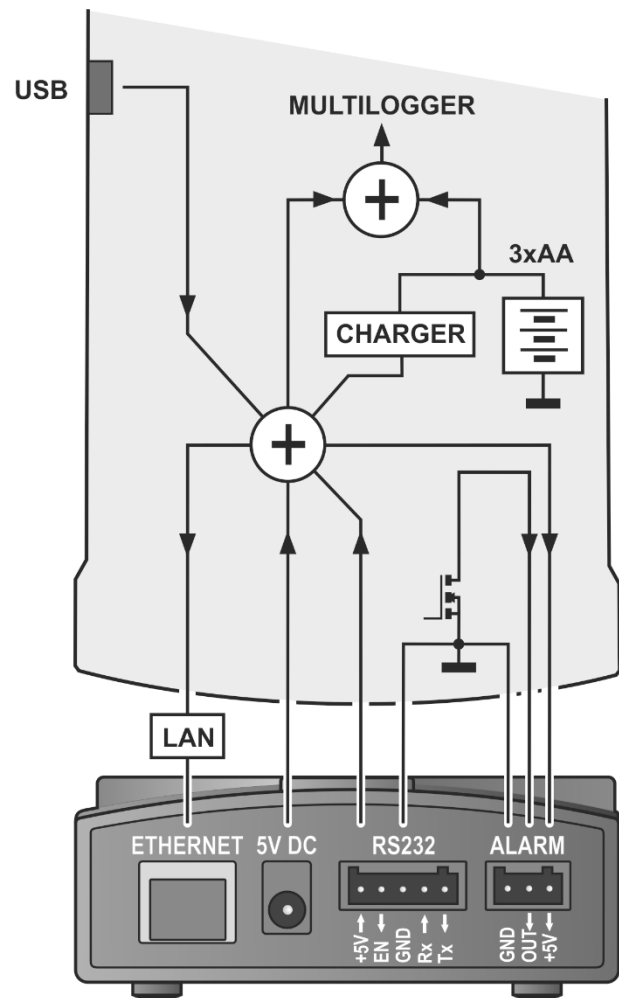 USB
MULTILOGGER
3xAA
CHARGER
LAN
ETHERNET
5V DC
RS232
ALARM
+5V
EN
GND
Rx
Tx
GND
OUT
+5V